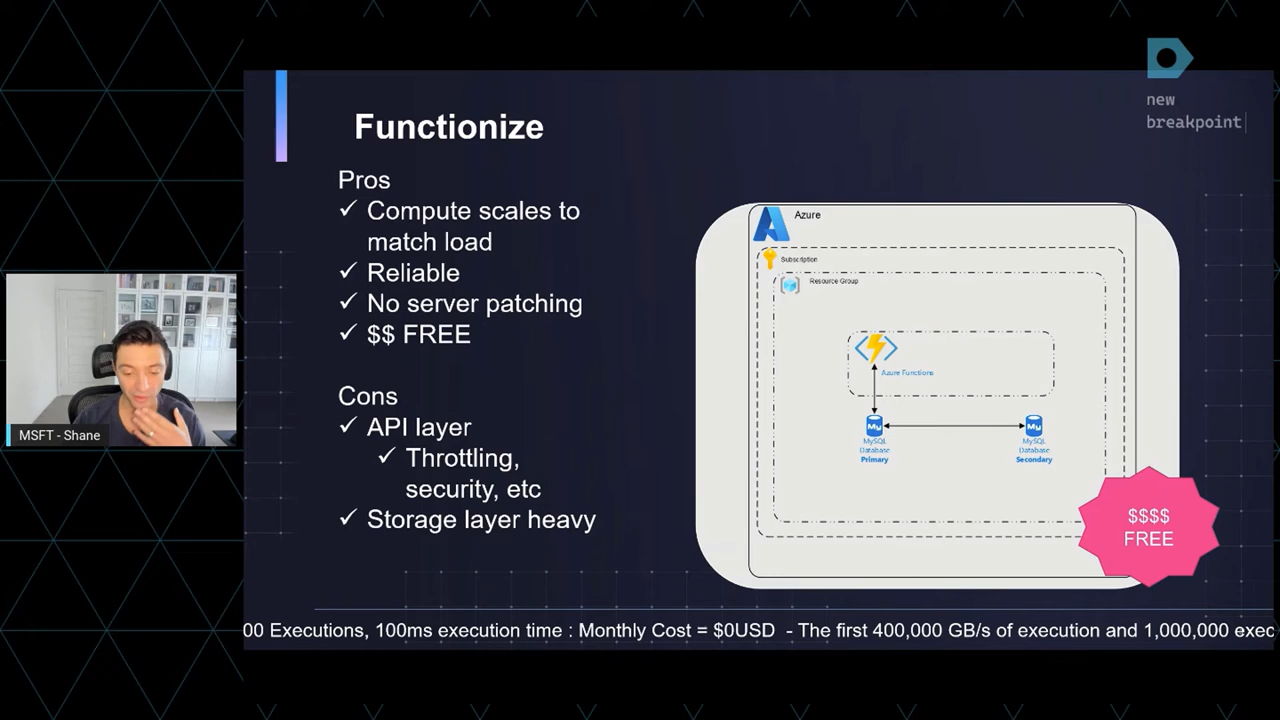 new
breakpoint
Functionize
Pros
Compute scales to
match load
Reliable
No server patching
$$ FREE
Cons
API layer
Throttling,
security, etc
Storage layer heavy
Azure
Subscription
Resource Group
Azure Functions
My
MySQL
Database
Primary
My
MySQL
Database
Secondary
$$$$
FREE
MSFT - Shane
00 Executions, 100ms execution time : Monthly Cost = $0USD - The first 400,000 GB/s of execution and 1,000,000 exec